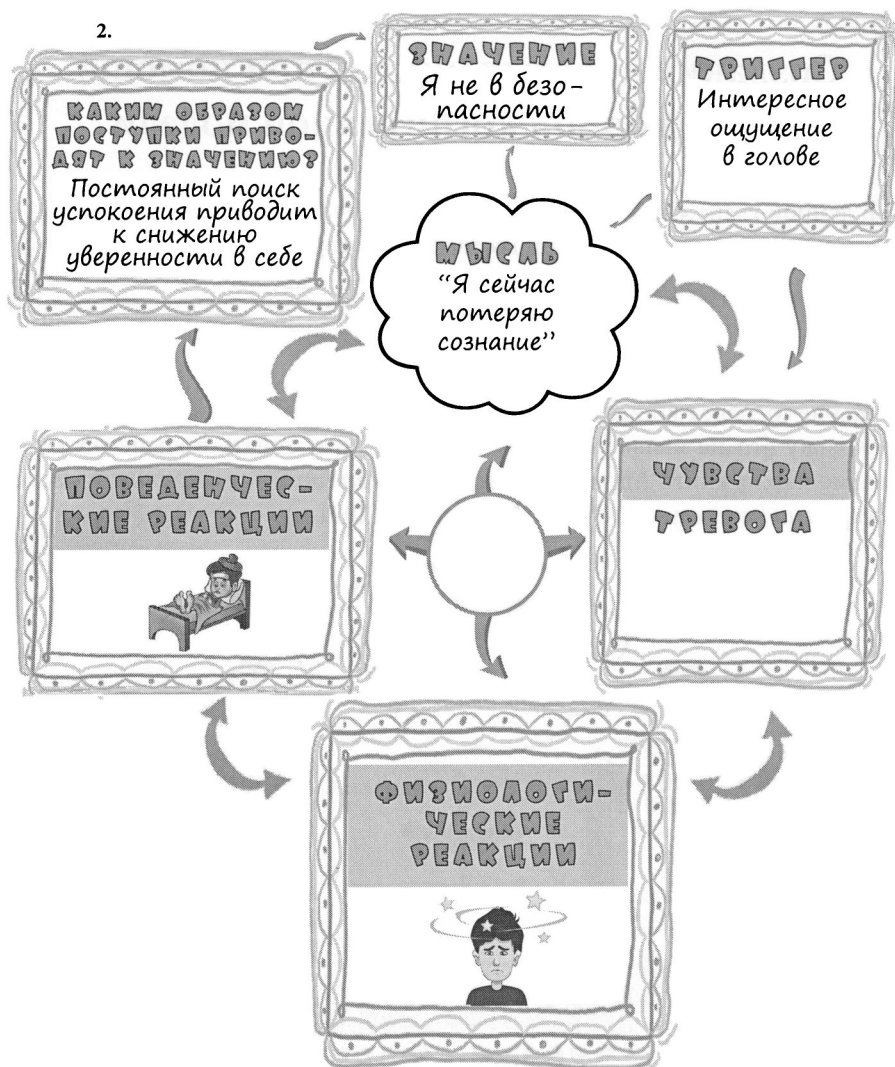 2.
КАКИМ ОБРАЗОМ
ПОСТУПКИ ПРИВО-
ДЯТ К ЗНАЧЕНИЮ?
Постоянный поиск
успокоения приводит
к снижению
уверенности в себе
ЗНАЧЕНИЕ
Я не в безо-
пасности
ТРИГГЕР
Интересное
ощущение
в голове
МЫСЛЬ
“Я сейчас
потеряю
сознание”
ПОВЕДЕНЧЕС-
КИЕ РЕАКЦИИ
ЧУВСТВА
ТРЕВОГА
ФИЗИОЛОГИ-
ЧЕСКИЕ
РЕАКЦИИ